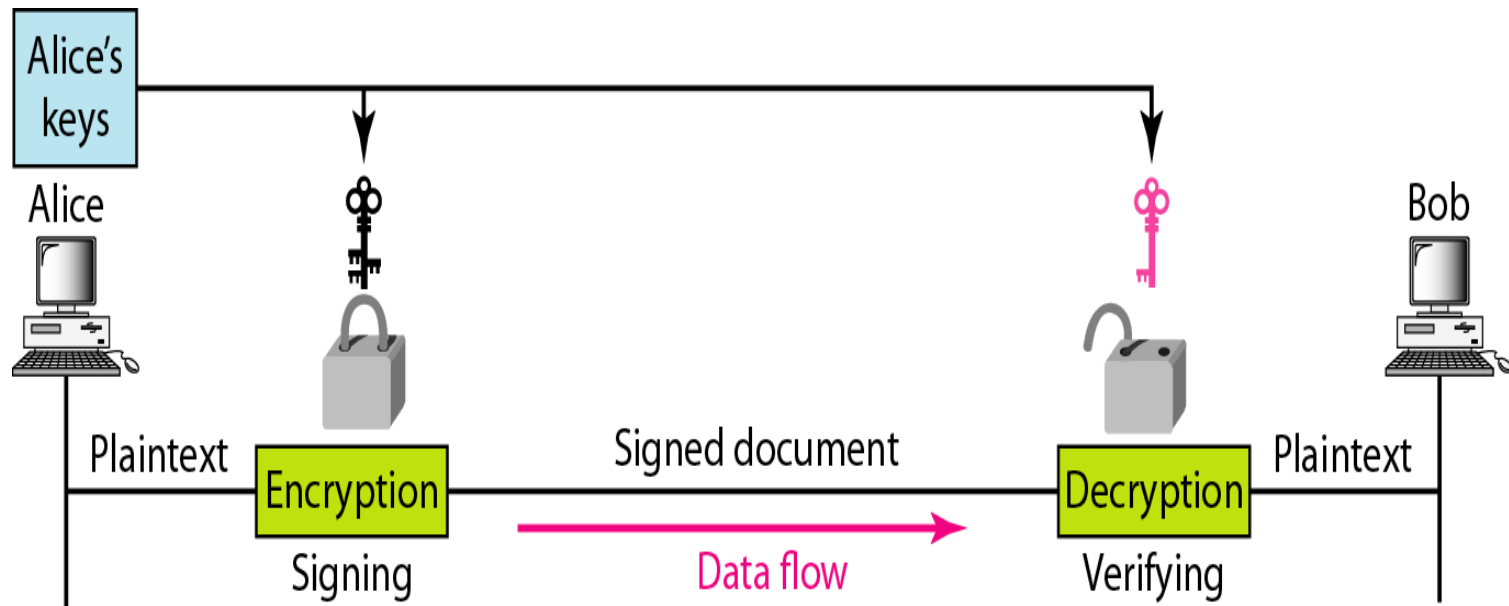 Alice’s
keys
Alice
Bob
Plaintext
Encryption
Signed document
Decryption
Plaintext
Signing
Data flow
Verifying